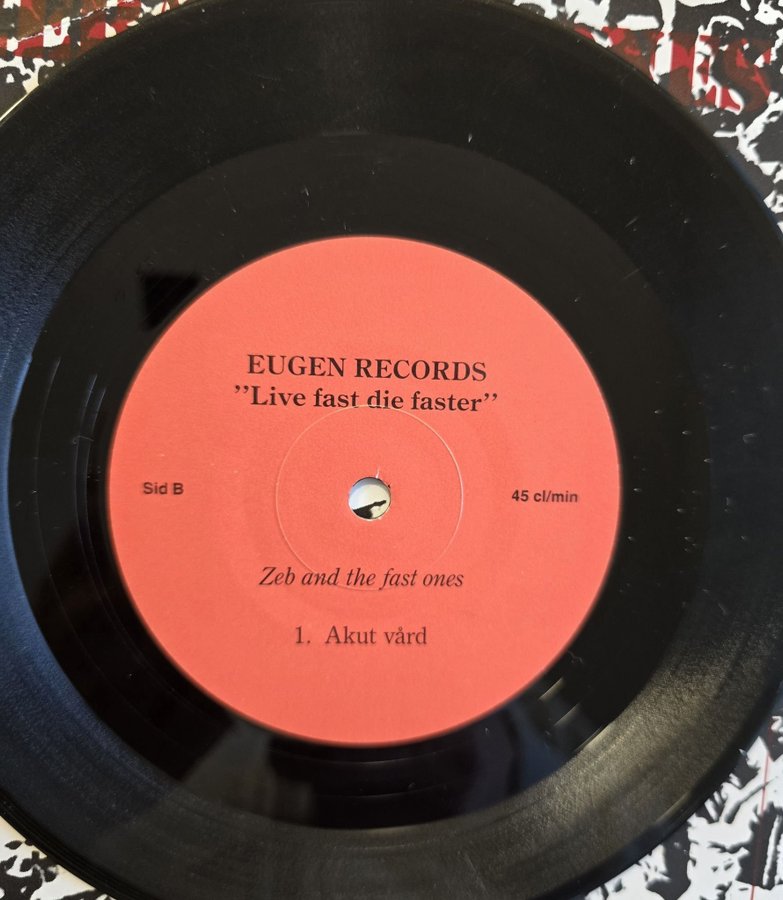 EUGEN RECORDS
”Live fast die faster”
Sid B
45 cl/min
Zeb and the fast ones
1. Akut vård